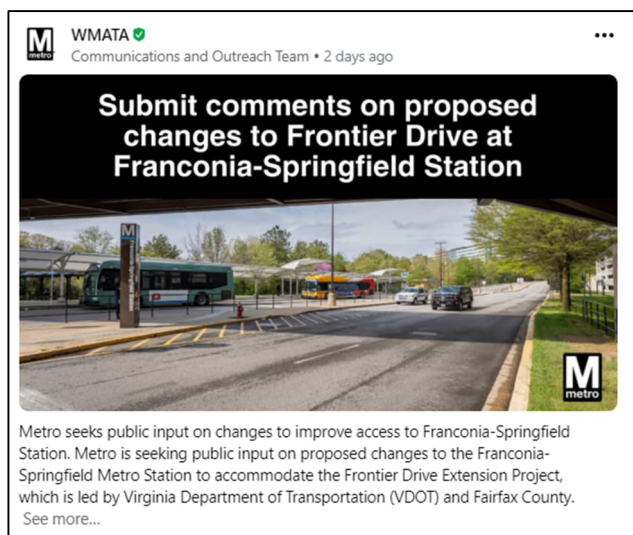 WMATA
Communications and Outreach Team • 2 days ago
Submit comments on proposed
changes to Frontier Drive at
Franconia-Springfield Station
Metro seeks public input on changes to improve access to Franconia-Springfield
Station. Metro is seeking public input on proposed changes to the Franconia-
Springfield Metro Station to accommodate the Frontier Drive Extension Project,
which is led by Virginia Department of Transportation (VDOT) and Fairfax County.
See more...
M
metro
M
M
metro